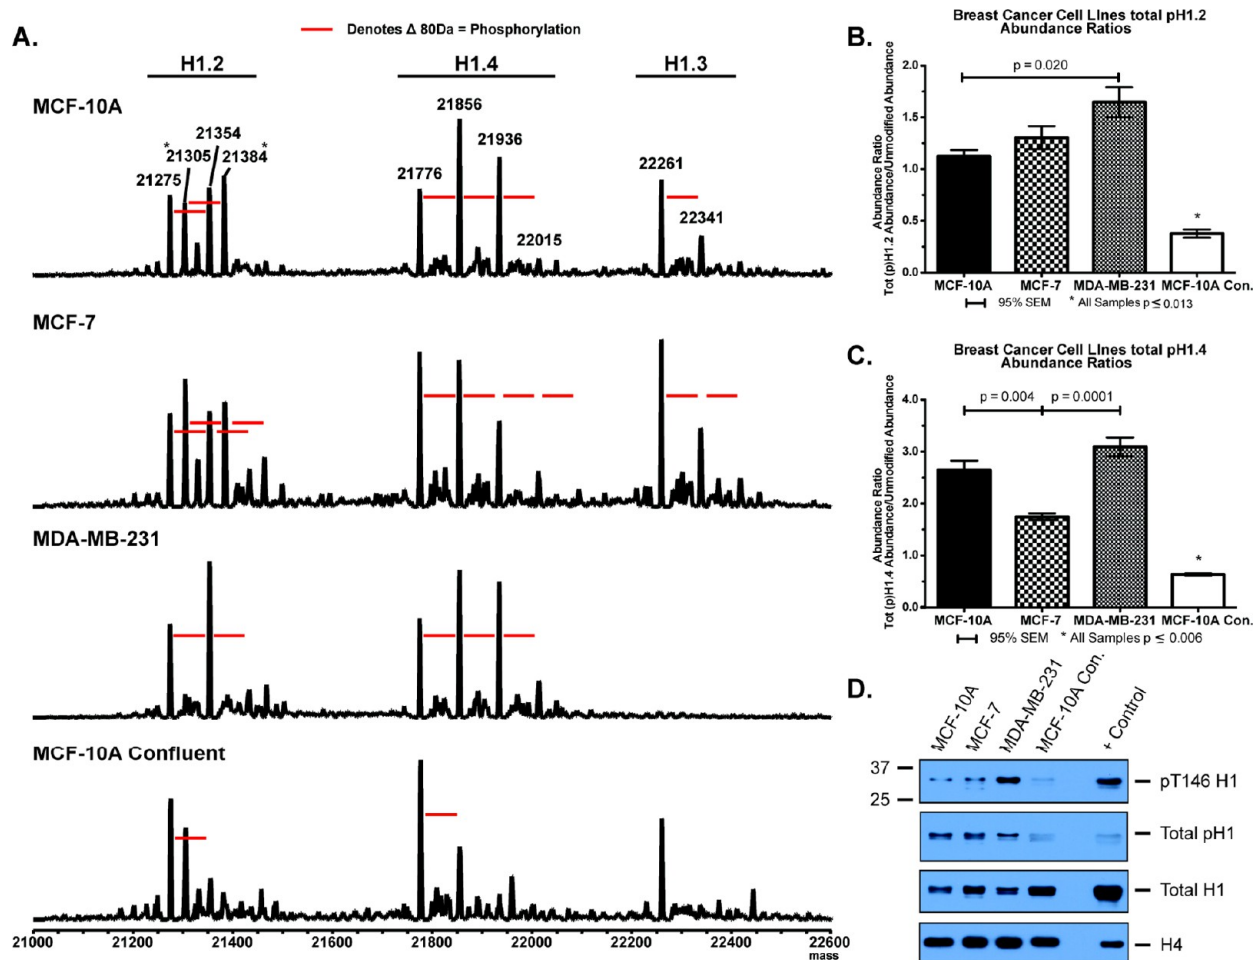 A.
Denotes Δ 80Da = Phosphorylation
H1.2
H1.4
H1.3
MCF-10A
21856
21354
*
*
21305
21384
21936
21275
21776
22261
22341
22015
MCF-7
MDA-MB-231
MCF-10A Confluent
21000
21200
21400
21600
21800
22000
22200
22400
22600
mass
B.
Breast Cancer Cell LInes total pH1.2
Abundance Ratios
Abundance Ratio
Tot (p)H1.2 Abundance/Unmodified Abundance
2.0
1.5
1.0
0.5
0.0
p = 0.020
*
MCF-10A
MCF-7
MDA-MB-231
MCF-10A Con.
95% SEM
* All Samples p ≤ 0.013
C.
Breast Cancer Cell LInes total pH1.4
Abundance Ratios
Abundance Ratio
Tot (p)H1.4 Abundance/Unmodified Abundance
4.0
3.0
2.0
1.0
0.0
p = 0.004
p = 0.0001
*
MCF-10A
MCF-7
MDA-MB-231
MCF-10A Con.
95% SEM
* All Samples p ≤ 0.006
D.
MCF-10A
MCF-7
MDA-MB-231
MCF-10A Con.
+ Control
37
25
pT146 H1
Total pH1
Total H1
H4